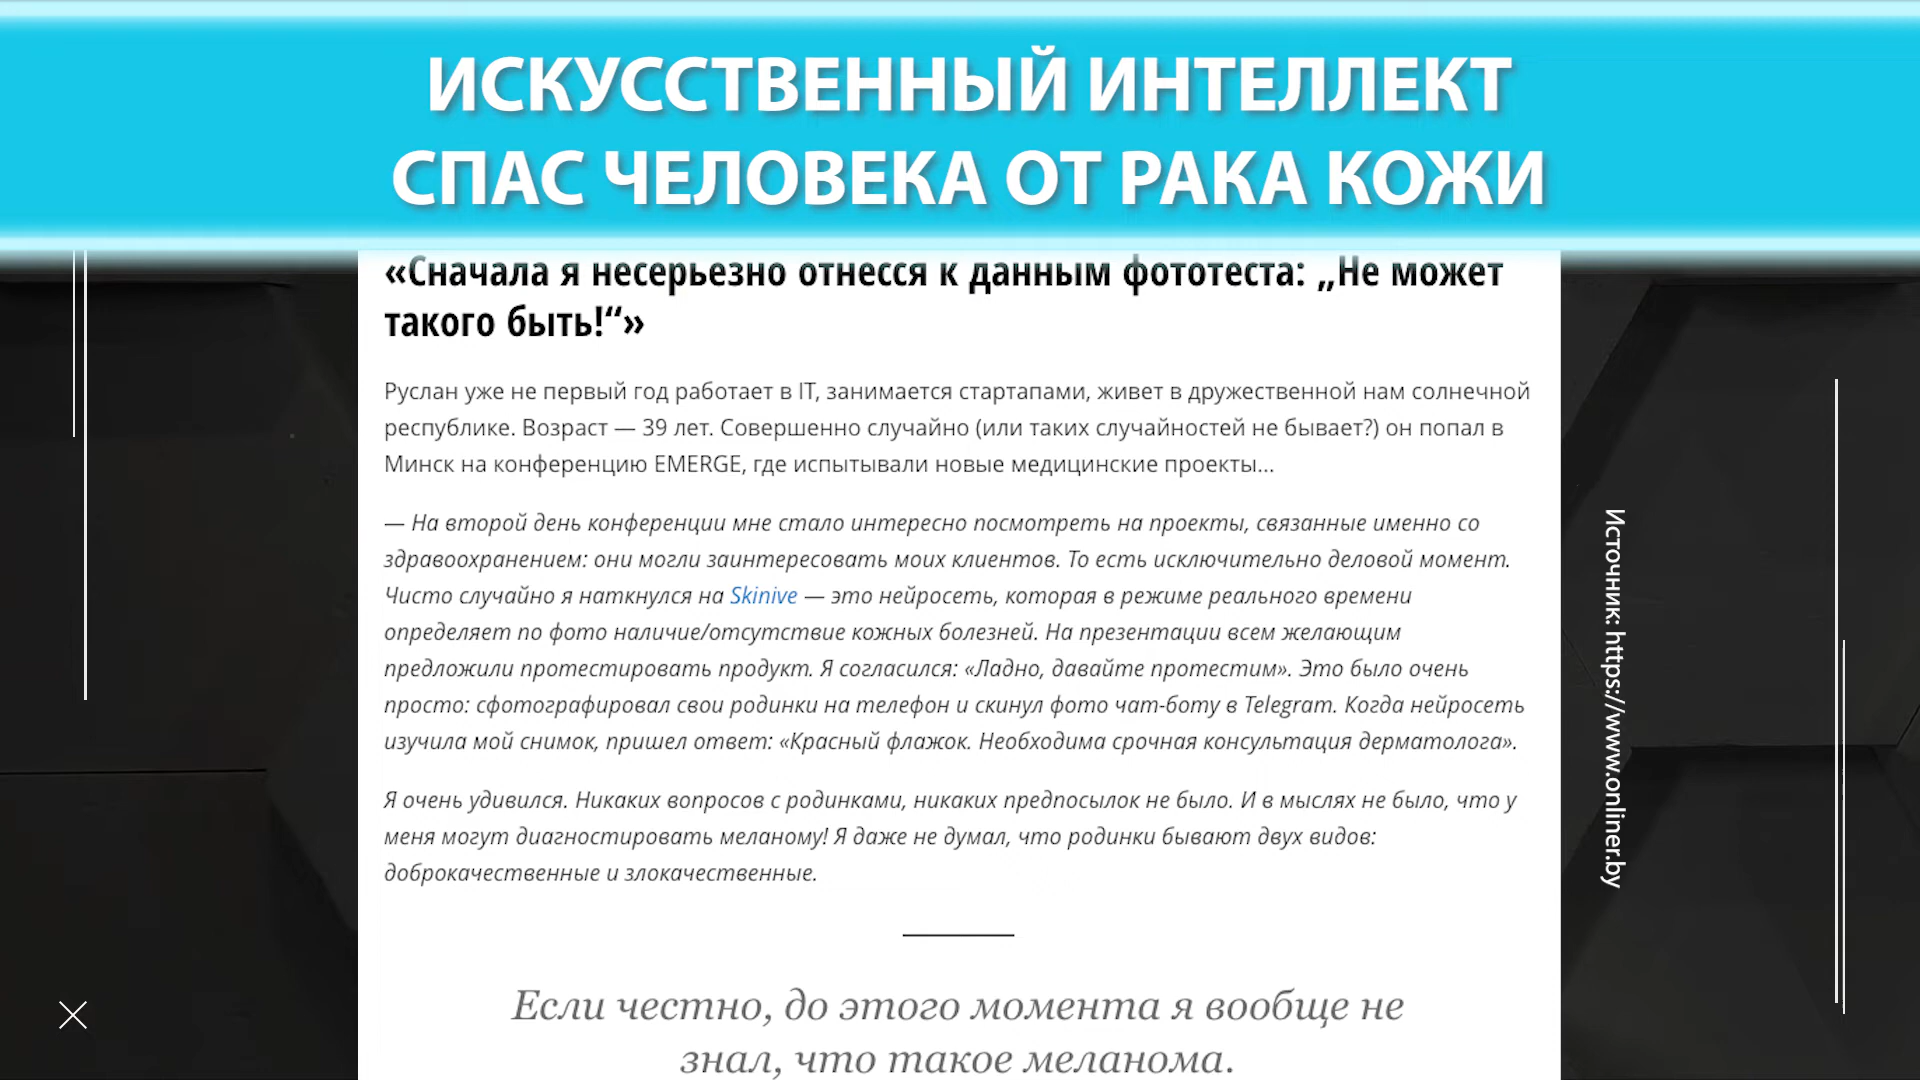 ИСКУССТВЕННЫЙ ИНТЕЛЛЕКТ
СПАС ЧЕЛОВЕКА ОТ РАКА КОЖИ
«Сначала я несерьезно отнесся к данным фототеста: „Не может
такого быть!“»
Руслан уже не первый год работает в IT, занимается стартапами, живет в дружественной нам солнечной
республике. Возраст — 39 лет. Совершенно случайно (или таких случайностей не бывает?) он попал в
Минск на конференцию EMERGE, где испытывали новые медицинские проекты...
— На второй день конференции мне стало интересно посмотреть на проекты, связанные именно со
здравоохранением: они могли заинтересовать моих клиентов. То есть исключительно деловой момент.
Чисто случайно я наткнулся на Skinive — это нейросеть, которая в режиме реального времени
определяет по фото наличие/отсутствие кожных болезней. На презентации всем желающим
предложили протестировать продукт. Я согласился: «Ладно, давайте протестим». Это было очень
просто: сфотографировал свои родинки на телефон и скинул фото чат-боту в Telegram. Когда нейросеть
изучила мой снимок, пришел ответ: «Красный флажок. Необходима срочная консультация дерматолога».
Я очень удивился. Никаких вопросов с родинками, никаких предпосылок не было. И в мыслях не было, что у
меня могут диагностировать меланому! Я даже не думал, что родинки бывают двух видов:
доброкачественные и злокачественные.
Если честно, до этого момента я вообще не
знал, что такое меланома.
Источник: https://www.onliner.by